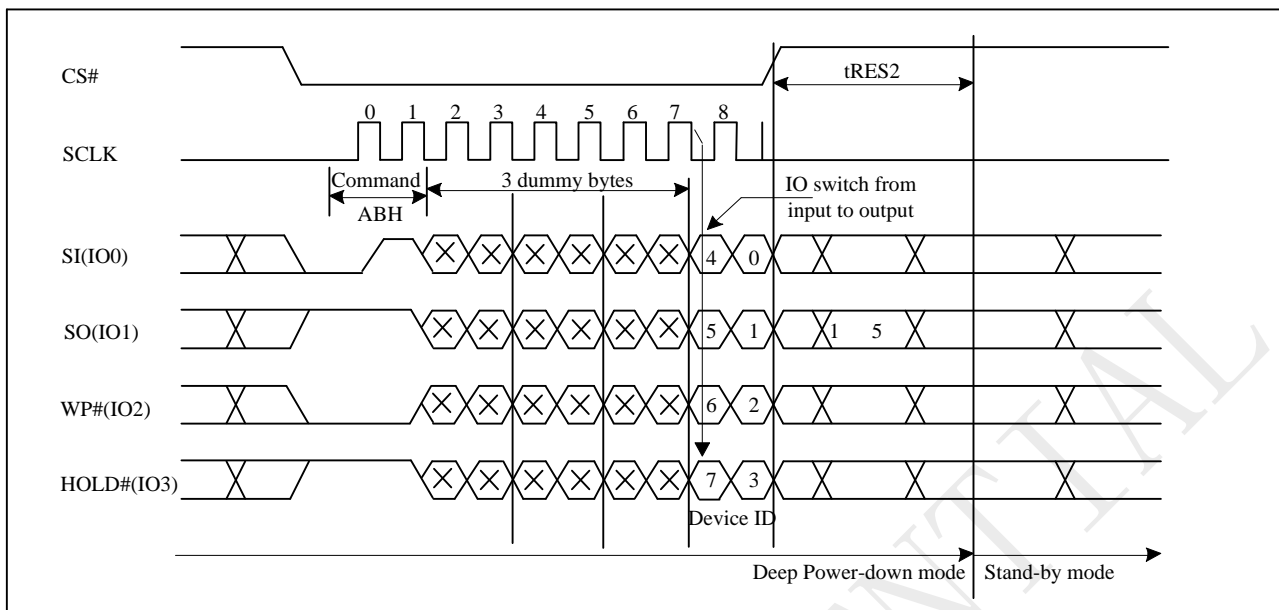 CS#
tRES2
0 1 2 3 4 5 6 7 8
SCLK
Command
3 dummy bytes
IO switch from
ABH
input to output
SI(IO0)
4 0
SO(IO1)
5 1 1 5
WP#(IO2)
6 2
HOLD#(IO3)
7 3
Device ID
Deep Power-down mode Stand-by mode
NTIAL